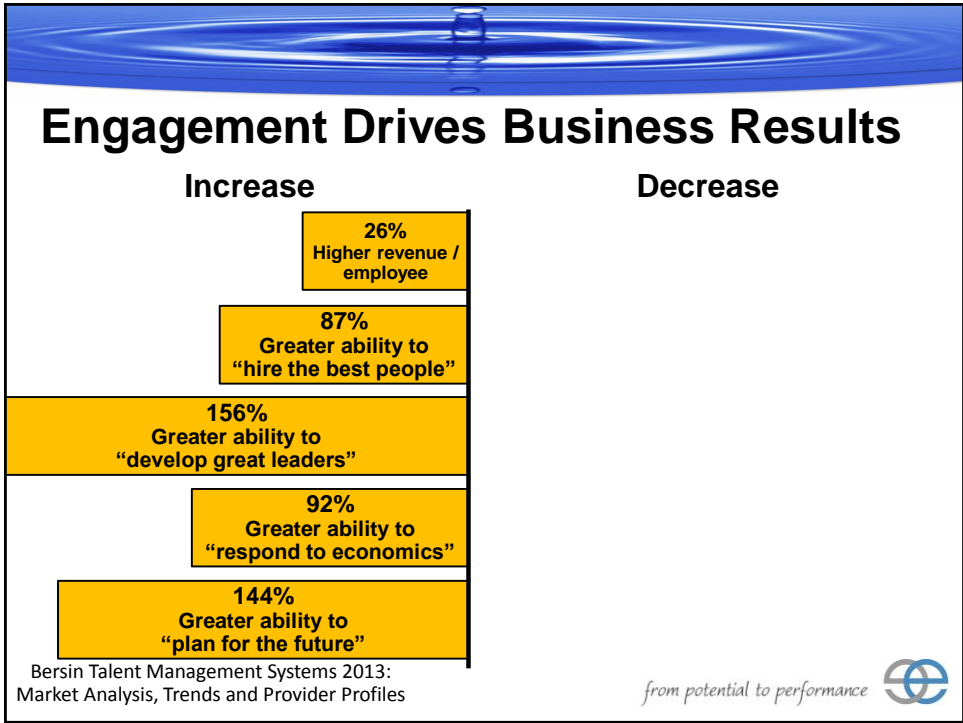 Engagement Drives Business Results
Increase
Decrease
26%
Higher revenue /
employee
87%
Greater ability to
“hire the best people”
156%
Greater ability to
“develop great leaders”
92%
Greater ability to
“respond to economics”
144%
Greater ability to
“plan for the future”
Bersin Talent Management Systems 2013:
Market Analysis, Trends and Provider Profiles
from potential to performance